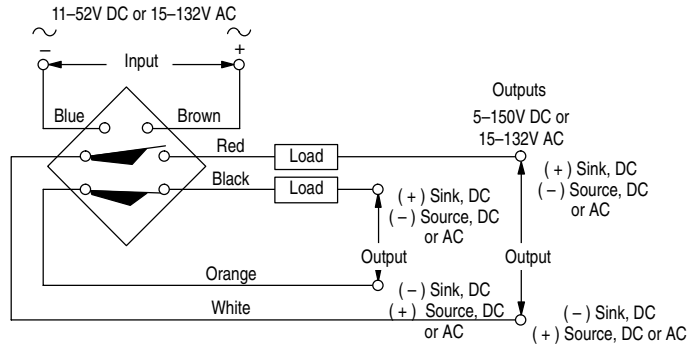 11–52V DC or 15–132V AC
–
+
Input
Blue
Brown
Outputs
5–150V DC or
15–132V AC
Red
Load
Black
Load
( + ) Sink, DC
( – ) Source, DC
or AC
( + ) Sink, DC
( – ) Source, DC
or AC
Output
Output
Orange
( – ) Sink, DC
( + ) Source, DC
or AC
White
( – ) Sink, DC
( + ) Source, DC or AC